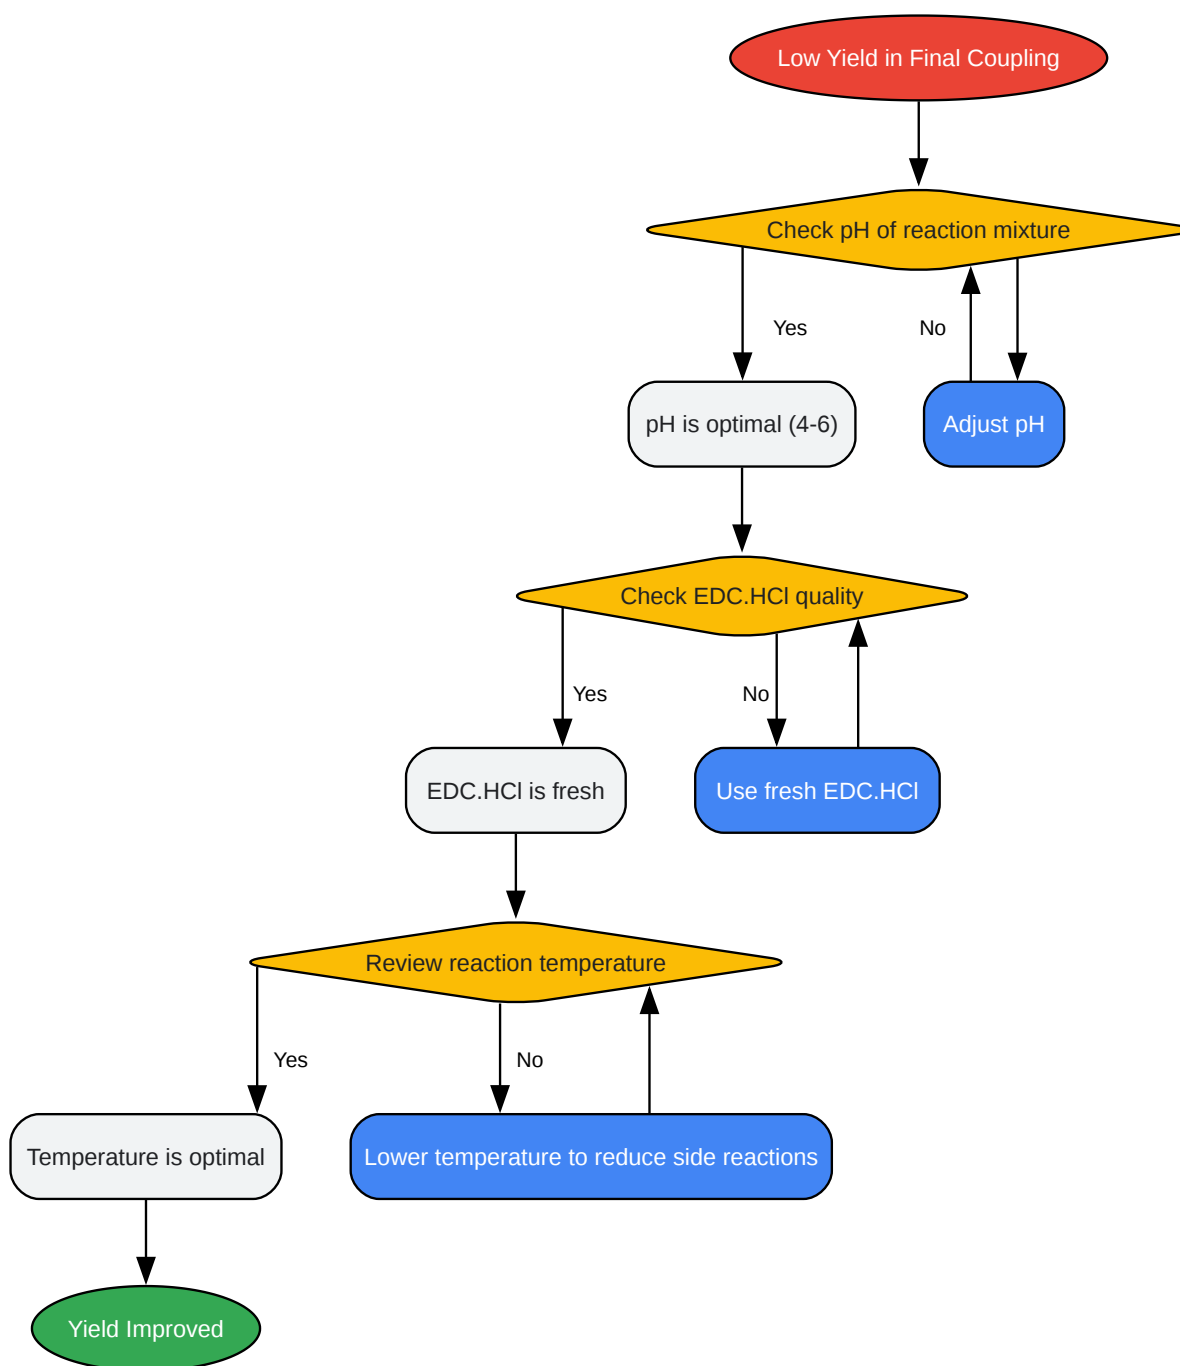 Low Yield in Final Coupling
Check pH of reaction mixture
Yes
No
pH is optimal (4-6)
Adjust pH
Check EDC.HCl quality
Yes
No
EDC.HCl is fresh
Use fresh EDC.HCl
Review reaction temperature
Yes
No
Temperature is optimal
Lower temperature to reduce side reactions
Yield Improved